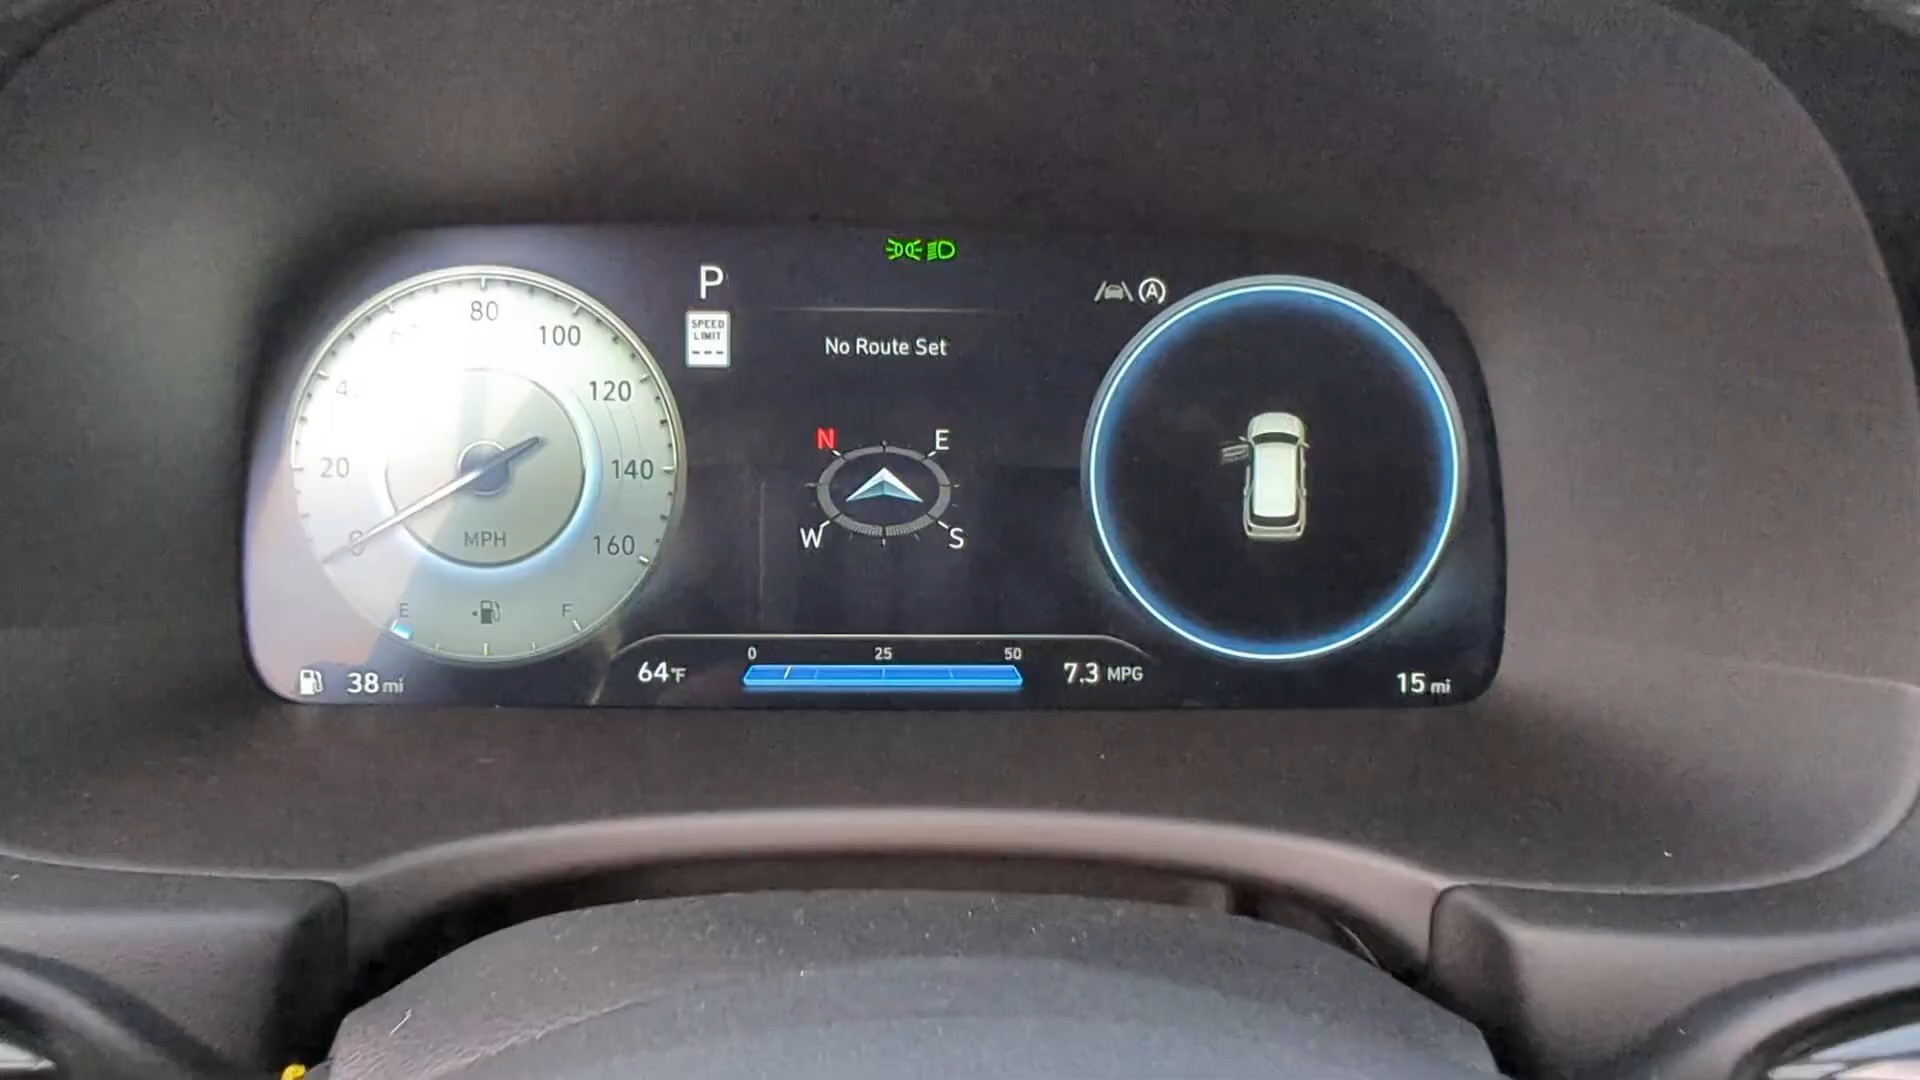 P
SPEED
LIMIT
---
No Route Set
A
0
20
80
100
120
140
160
MPH
E
F
N
E
W
S
38 mi
64°F
0
25
50
7.3 MPG
15 mi